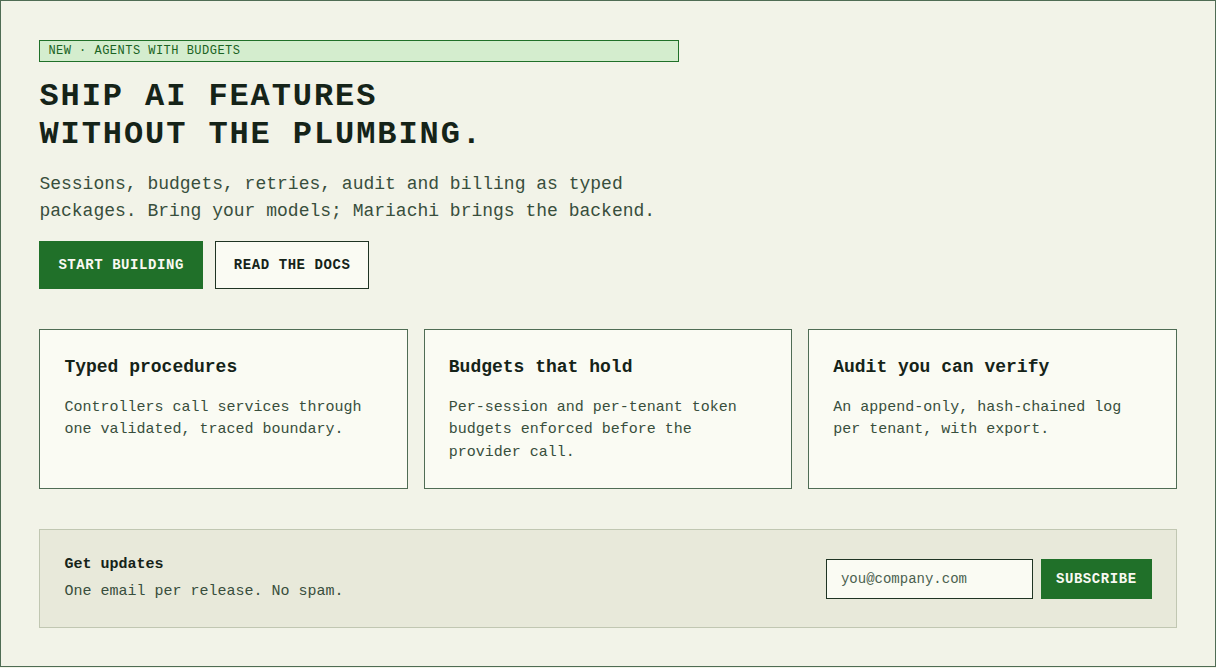 NEW · AGENTS WITH BUDGETS
SHIP AI FEATURES
WITHOUT THE PLUMBING.
Sessions, budgets, retries, audit and billing as typed
packages. Bring your models; Mariachi brings the backend.
START BUILDING
READ THE DOCS
Typed procedures
Controllers call services through
one validated, traced boundary.
Budgets that hold
Per-session and per-tenant token
budgets enforced before the
provider call.
Audit you can verify
An append-only, hash-chained log
per tenant, with export.
Get updates
One email per release. No spam.
you@company.com
SUBSCRIBE